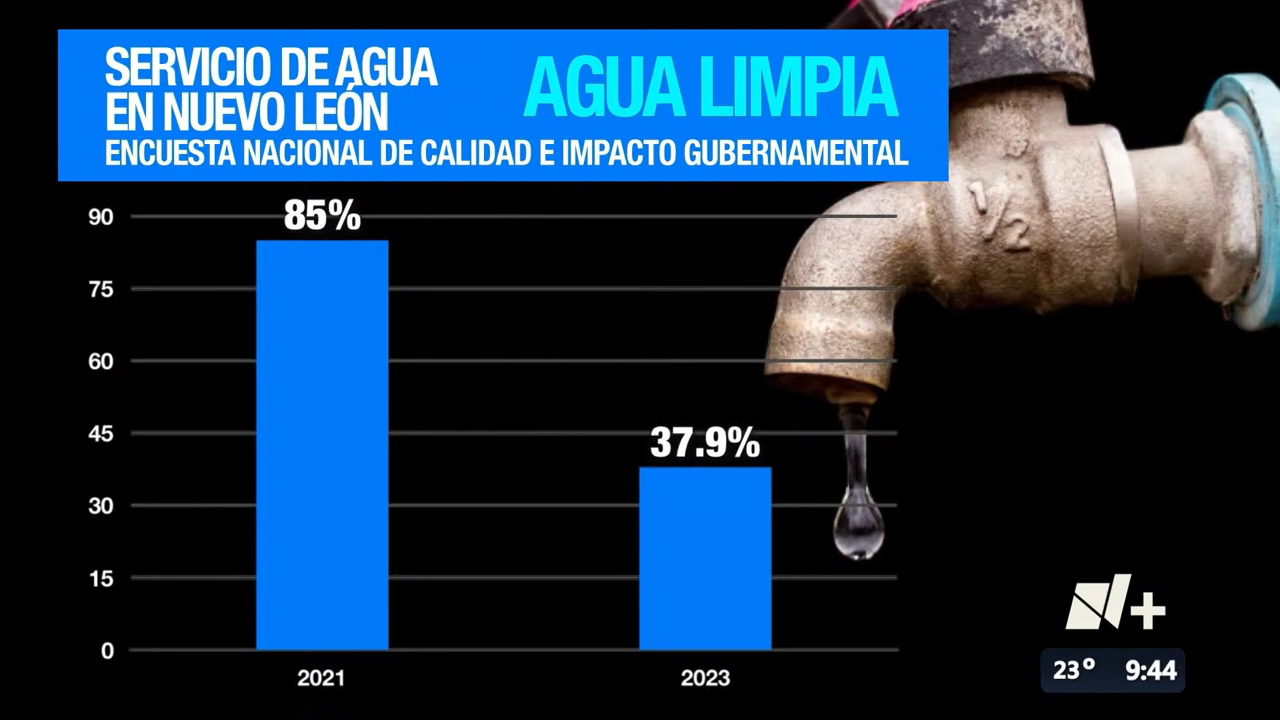 SERVICIO DE AGUA
EN NUEVO LEÓN
AGUA LIMPIA
ENCUESTA NACIONAL DE CALIDAD E IMPACTO GUBERNAMENTAL
90
85%
75
60
45
37.9%
30
15
0
2021
2023
1/2
N+
23° 9:44